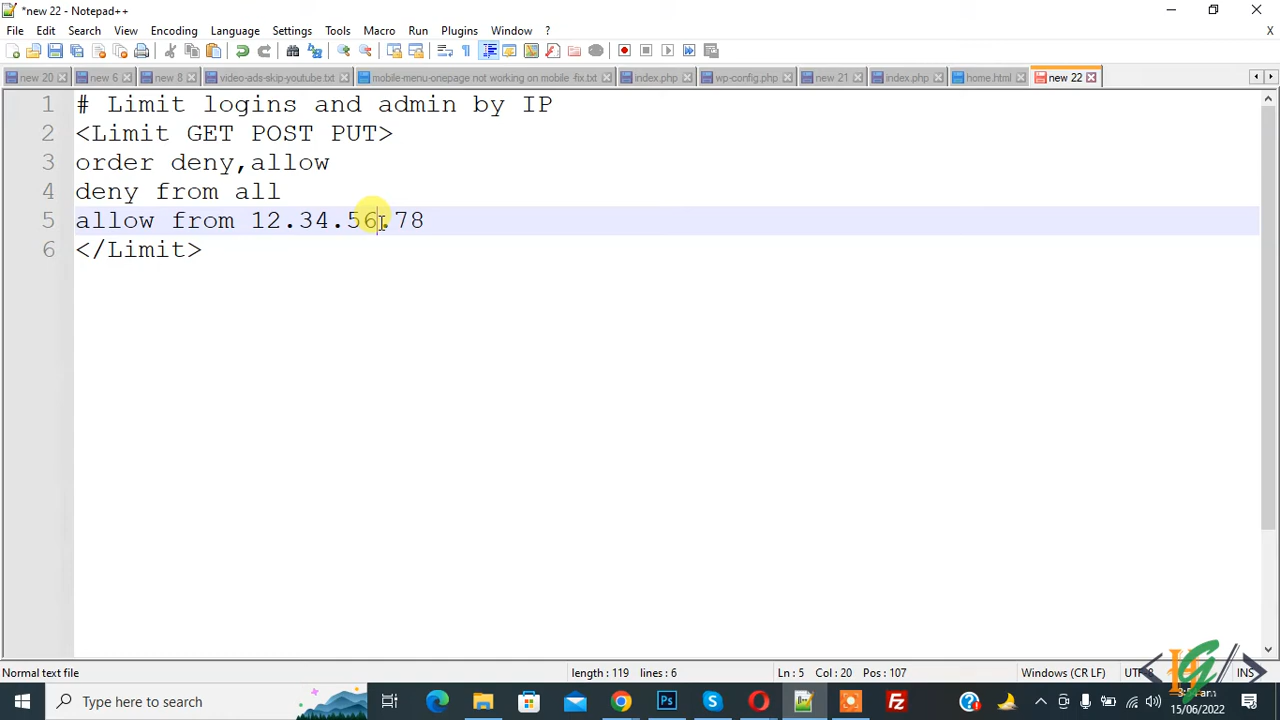 *new 22 - Notepad++
File Edit Search View Encoding Language Settings Tools Macro Run Plugins Window ? X
new 20 new 6 new 8 video-ads-skip-youtube.txt mobile-menu-onepage not working on mobile -fix.txt index.php wp-config.php new 21 index.php home.html new 22
1 # Limit logins and admin by IP
2 <Limit GET POST PUT>
3 order deny,allow
4 deny from all
5 allow from 12.34.56.78
6 </Limit>
Normal text file length : 119 lines : 6 Ln : 5 Col : 20 Pos : 107 Windows (CR LF) INS
Type here to search
15/06/2022